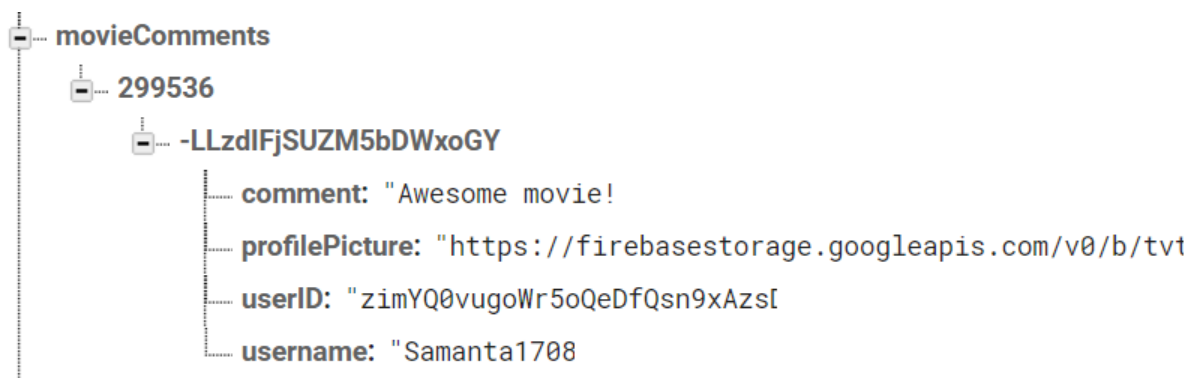 movieComments
299536
-LLzdIFjSUZM5bDWxoGY
comment: "Awesome movie!
profilePicture: "https://firebasestorage.googleapis.com/v0/b/tvt
userID: "zimYQ0vugoWr5oQeDfQsn9xAzs
username: "Samanta1708